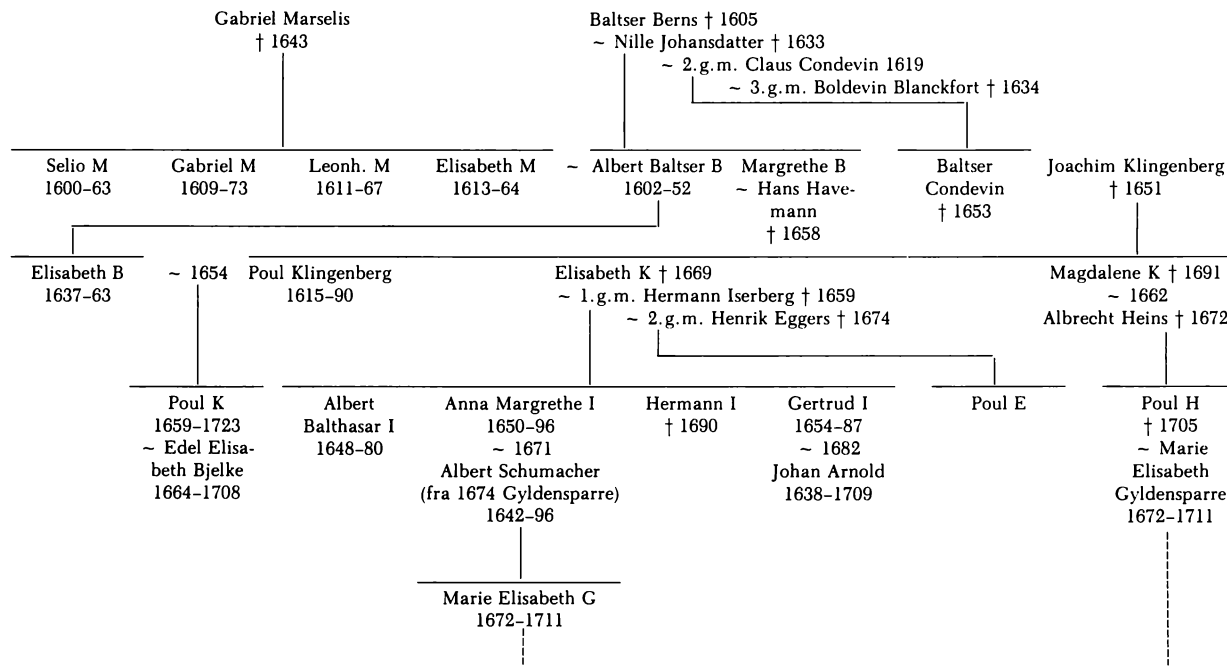 Gabriel Marselis
† 1643
Baltser Berns † 1605
~ Nille Johansdatter † 1633
~ 2.g.m. Claus Condevin 1619
~ 3.g.m. Boldevin Blanckfort † 1634
Selio M
1600–63
Gabriel M
1609–73
Leonh. M
1611–67
Elisabeth M
1613–64
~ Albert Baltser B
1602–52
Margrethe B
~ Hans Have-
mann
† 1658
Baltser
Condevin
† 1653
Joachim Klingenberg
† 1651
Elisabeth B
1637–63
~ 1654
Poul Klingenberg
1615–90
Elisabeth K † 1669
~ 1.g.m. Hermann Iserberg † 1659
~ 2.g.m. Henrik Eggers † 1674
Magdalene K † 1691
~ 1662
Albrecht Heins † 1672
Poul K
1659–1723
~ Edel Elisa-
beth Bjelke
1664–1708
Albert
Balthasar I
1648–80
Anna Margrethe I
1650–96
~ 1671
Albert Schumacher
(fra 1674 Gyldensparre)
1642–96
Hermann I
† 1690
Gertrud I
1654–87
~ 1682
Johan Arnold
1638–1709
Poul E
Poul H
† 1705
~ Marie
Elisabeth
Gyldensparre
1672–1711
Marie Elisabeth G
1672–1711